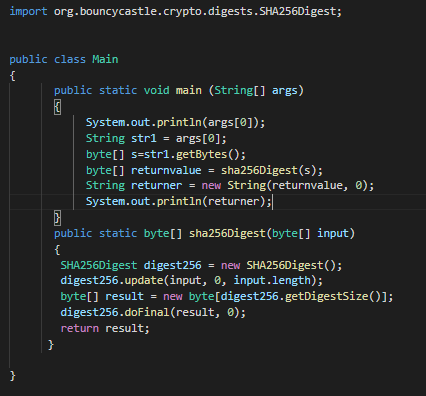 import org.bouncycastle.crypto.digests.SHA256Digest;
public class Main
{
public static void main (String[] args)
{
System.out.println(args[0]);
String str1 = args[0];
byte[] s=str1.getBytes();
byte[] returnvalue = sha256Digest(s);
String returner = new String(returnvalue, 0);
System.out.println(returner);
}
public static byte[] sha256Digest(byte[] input)
{
SHA256Digest digest256 = new SHA256Digest();
digest256.update(input, 0, input.length);
byte[] result = new byte[digest256.getDigestSize()];
digest256.doFinal(result, 0);
return result;
}
}